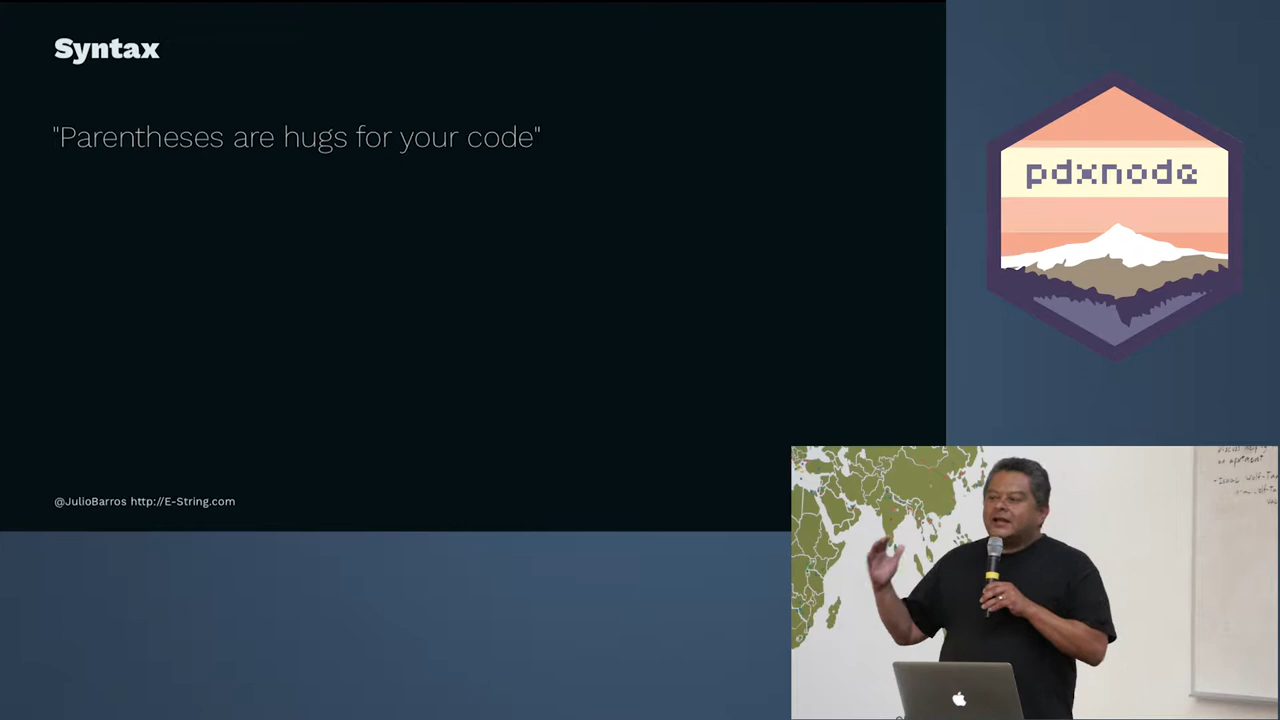 Syntax
"Parentheses are hugs for your code"
@JulioBarros http://E-String.com
pdxnode